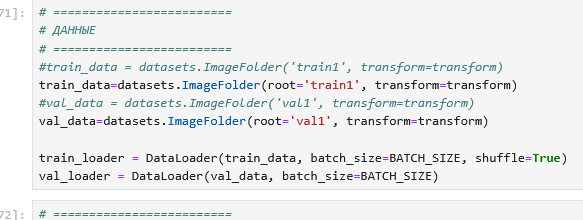 71]:
# =========================
# ДАННЫЕ
# =========================
#train_data = datasets.ImageFolder('train1', transform=transform)
train_data=datasets.ImageFolder(root='train1', transform=transform)
#val_data = datasets.ImageFolder('val1', transform=transform)
val_data=datasets.ImageFolder(root='val1', transform=transform)
train_loader = DataLoader(train_data, batch_size=BATCH_SIZE, shuffle=True)
val_loader = DataLoader(val_data, batch_size=BATCH_SIZE)
72]:
# =========================